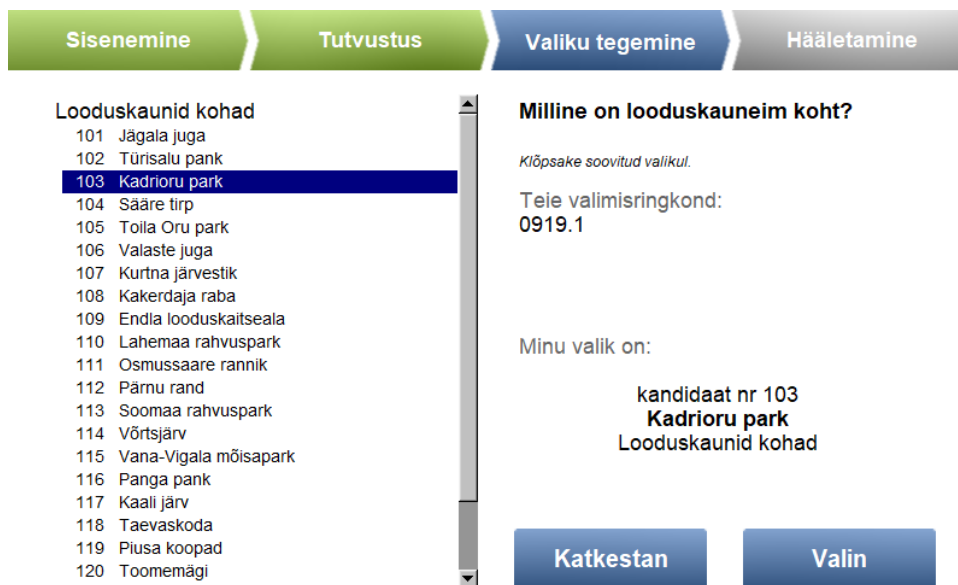 Sisenemine
Tutvustus
Valiku tegemine
Hääletamine
Looduskaunid kohad
101 Jägala juga
102 Türisalu pank
103 Kadrioru park
104 Sääre tirp
105 Toila Oru park
106 Valaste juga
107 Kurtna järvestik
108 Kakerdaja raba
109 Endla looduskaitseala
110 Lahemaa rahvuspark
111 Osmussaare rannik
112 Pärnu rand
113 Soomaa rahvuspark
114 Võrtsjärv
115 Vana-Vigala mõisapark
116 Panga pank
117 Kaali järv
118 Taevaskoda
119 Piusa koopad
120 Toomemägi
Milline on looduskauneim koht?
Klõpsake soovitud valikul.
Teie valimisringkond:
0919.1
Minu valik on:
kandidaat nr 103
Kadrioru park
Looduskaunid kohad
Katkestan
Valin